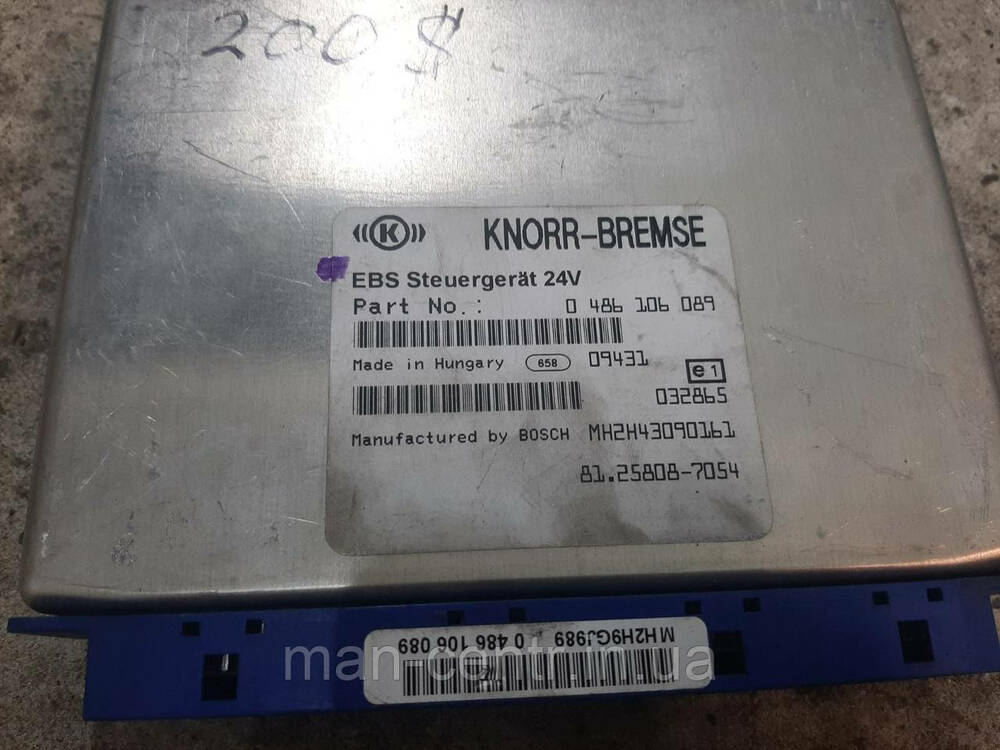 200$
K KNORR-BREMSE
EBS Steuergerät 24V
Part No.: 0 486 106 089
Made in Hungary 658 09431
e1
032865
Manufactured by BOSCH MH2H43090161
81.25808-7054
MH2H9GJ989 0 486 106 089
man-centr.in.ua